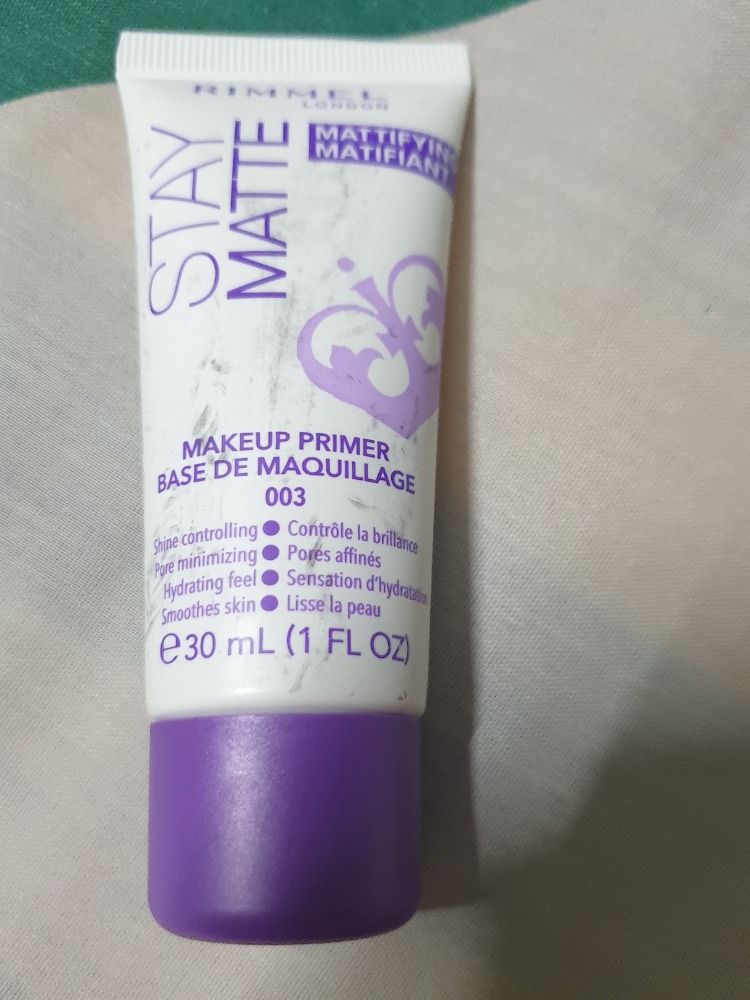 RIMMEL
LONDON
STAY
MATTE
MATTIFYING
MATIFIANT
MAKEUP PRIMER
BASE DE MAQUILLAGE
003
Shine controlling ● Contrôle la brillance
Pore minimizing ● Pores affinés
Hydrating feel ● Sensation d'hydratation
Smoothes skin ● Lisse la peau
℮30 mL (1 FL OZ)